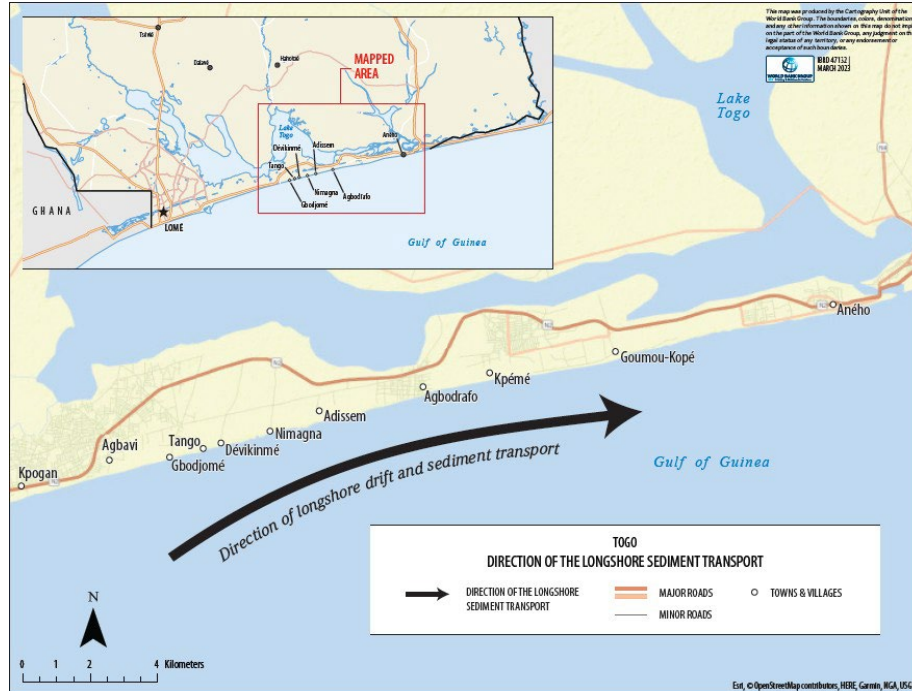 This map was produced by the Cartography Unit of the
World Bank Group. The boundaries, colors, denominations
and any other information shown on this map do not imply
on the part of the World Bank Group, any judgment on the
legal status of any territory, or any endorsement or
acceptance of such boundaries.
WORLD BANK GROUP
IBRD 47132 |
MARCH 2023
MAPPED
AREA
Lake
Togo
Adissem
Dévikinmé
Aného
Tango
Nimagna
Agbodrafo
Gbodjomé
GHANA
LOMÉ
Gulf of Guinea
Lake
Togo
Aného
Goumou-Kopé
Kpémé
Agbodrafo
Adissem
Nimagna
Dévikinmé
Tango
Gbodjomé
Agbavi
Kpogan
Direction of longshore drift and sediment transport
Gulf of Guinea
TOGO
DIRECTION OF THE LONGSHORE SEDIMENT TRANSPORT
DIRECTION OF THE LONGSHORE
SEDIMENT TRANSPORT
MAJOR ROADS
MINOR ROADS
TOWNS & VILLAGES
N
0 1 2 4 Kilometers
Esri, © OpenStreetMap contributors, HERE, Garmin, NGA, USG